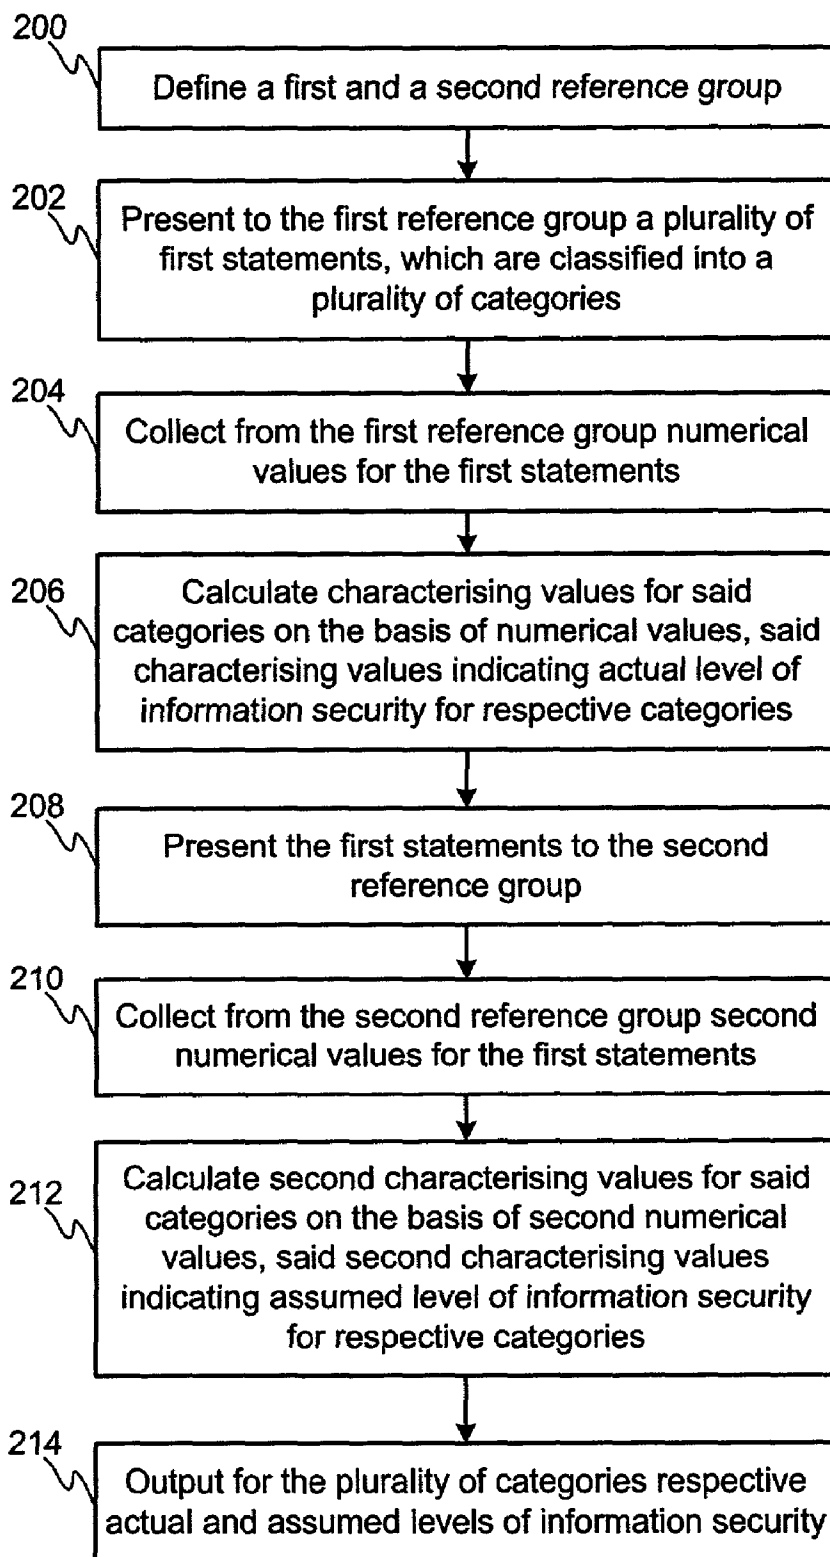 200
Define a first and a second reference group
202
Present to the first reference group a plurality of
first statements, which are classified into a
plurality of categories
204
Collect from the first reference group numerical
values for the first statements
206
Calculate characterising values for said
categories on the basis of numerical values, said
characterising values indicating actual level of
information security for respective categories
208
Present the first statements to the second
reference group
210
Collect from the second reference group second
numerical values for the first statements
212
Calculate second characterising values for said
categories on the basis of second numerical
values, said second characterising values
indicating assumed level of information security
for respective categories
214
Output for the plurality of categories respective
actual and assumed levels of information security